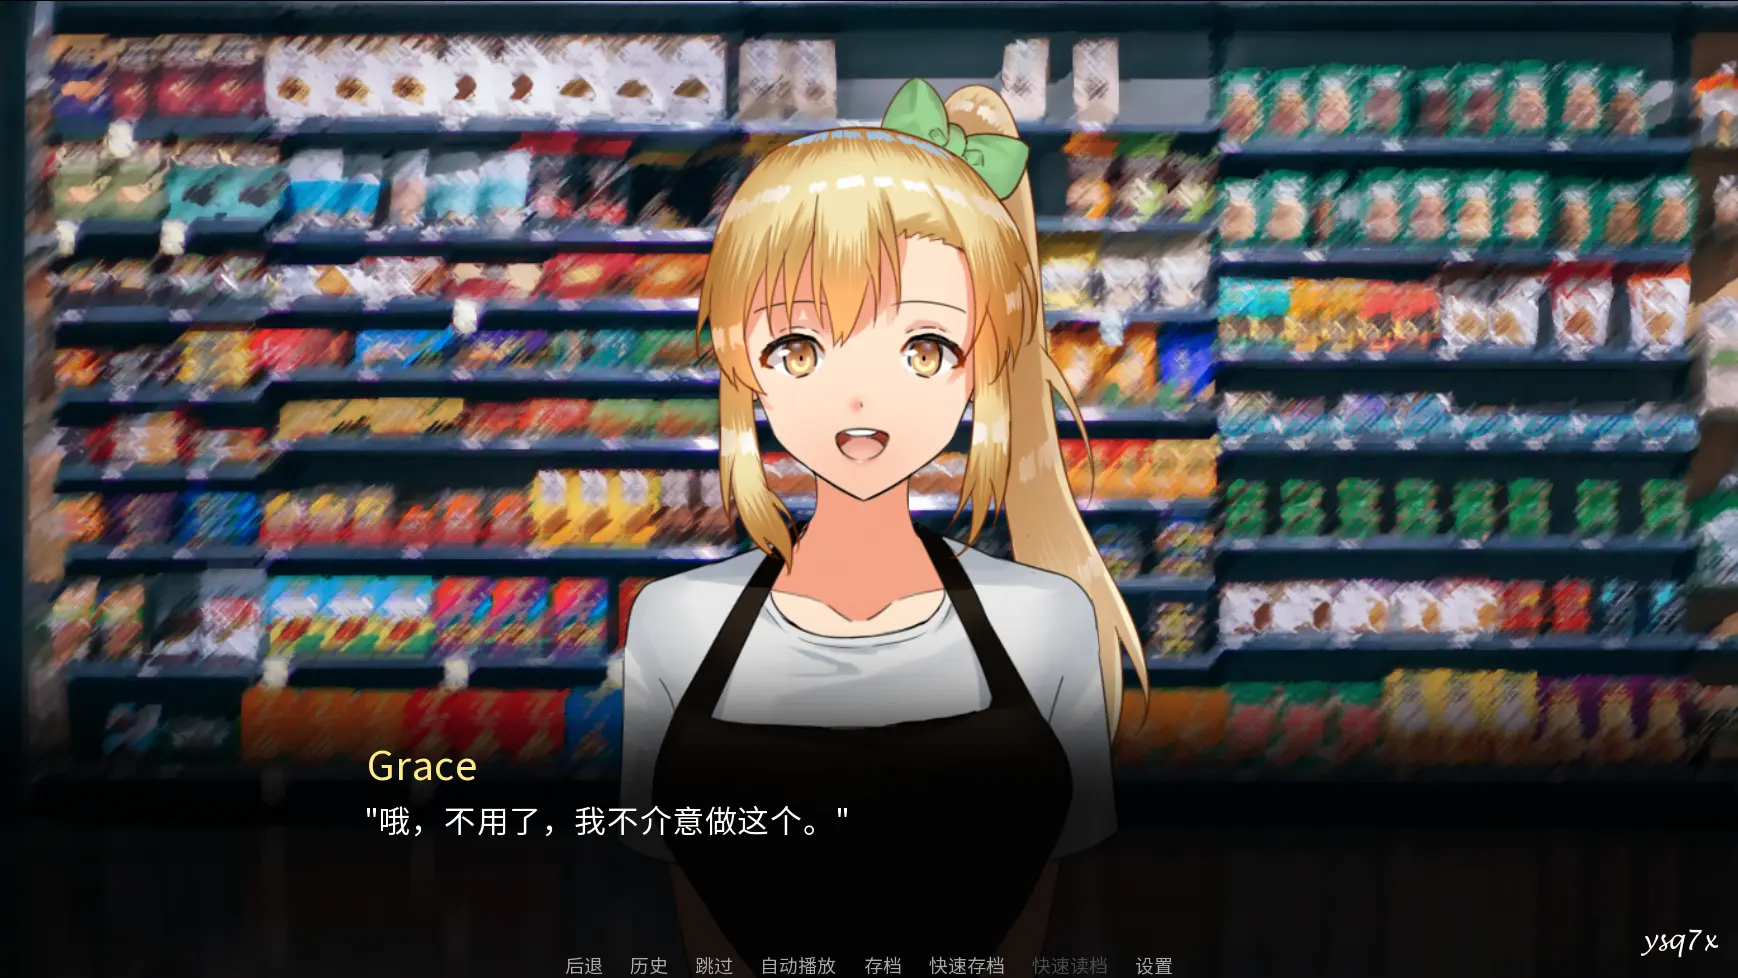 Grace
"哦，不用了，我不介意做这个。"
后退 历史 跳过 自动播放 存档 快速存档 快速读档 设置
ysq7x